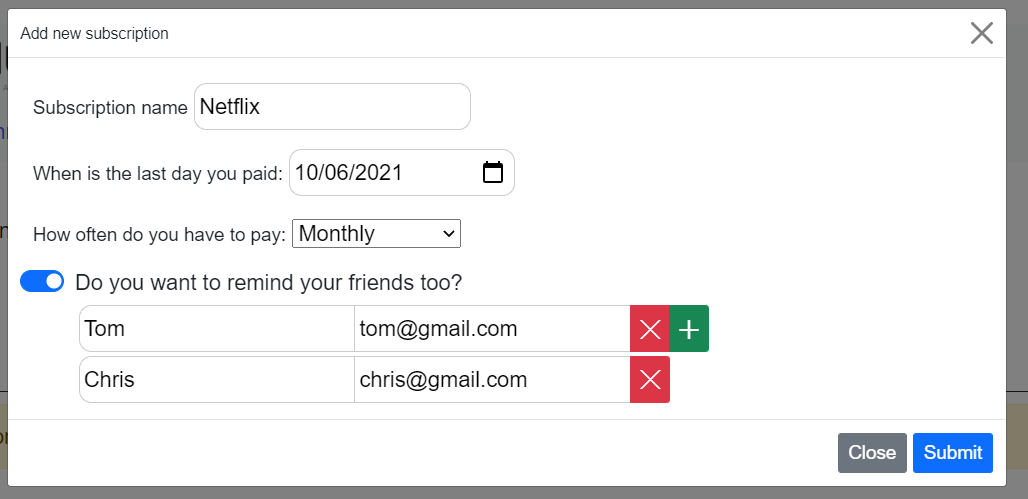 Add new subscription
Subscription name Netflix
When is the last day you paid: 10/06/2021
How often do you have to pay: Monthly
Do you want to remind your friends too?
Tom tom@gmail.com
Chris chris@gmail.com
Close Submit